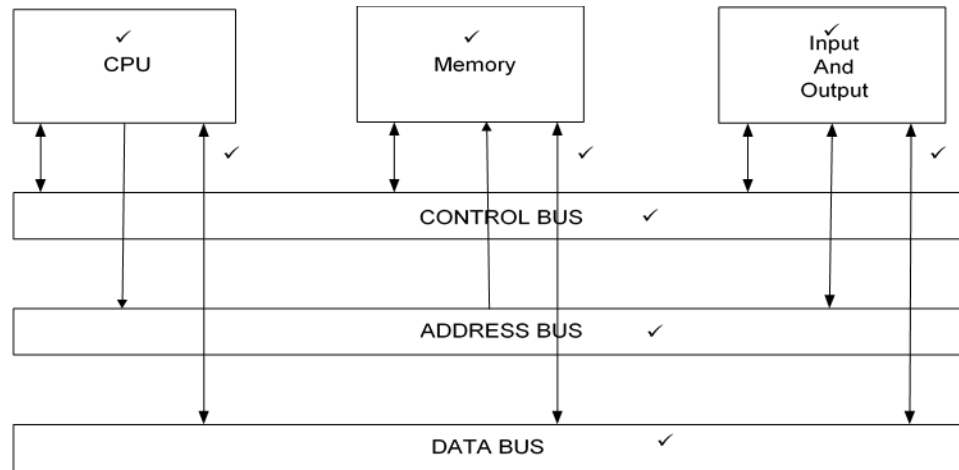 ✓
CPU
✓
Memory
✓
Input
And
Output
✓
✓
✓
CONTROL BUS ✓
ADDRESS BUS ✓
DATA BUS ✓